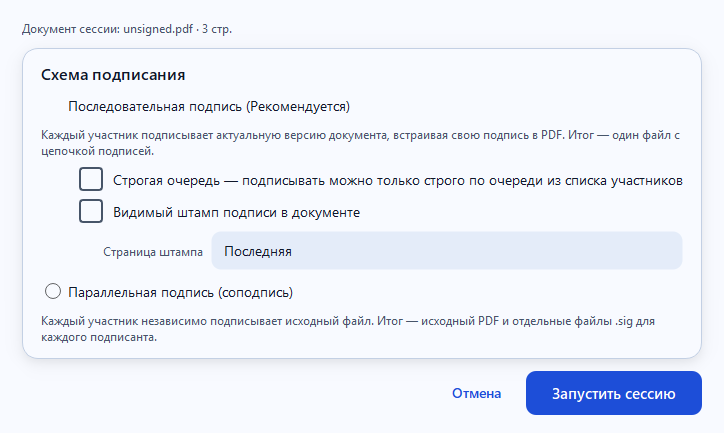 Документ сессии: unsigned.pdf · 3 стр.
Схема подписания
Последовательная подпись (Рекомендуется)
Каждый участник подписывает актуальную версию документа, встраивая свою подпись в PDF. Итог — один файл с
цепочкой подписей.
Строгая очередь — подписывать можно только строго по очереди из списка участников
Видимый штамп подписи в документе
Страница штампа Последняя
Параллельная подпись (соподпись)
Каждый участник независимо подписывает исходный файл. Итог — исходный PDF и отдельные файлы .sig для
каждого подписанта.
Отмена Запустить сессию